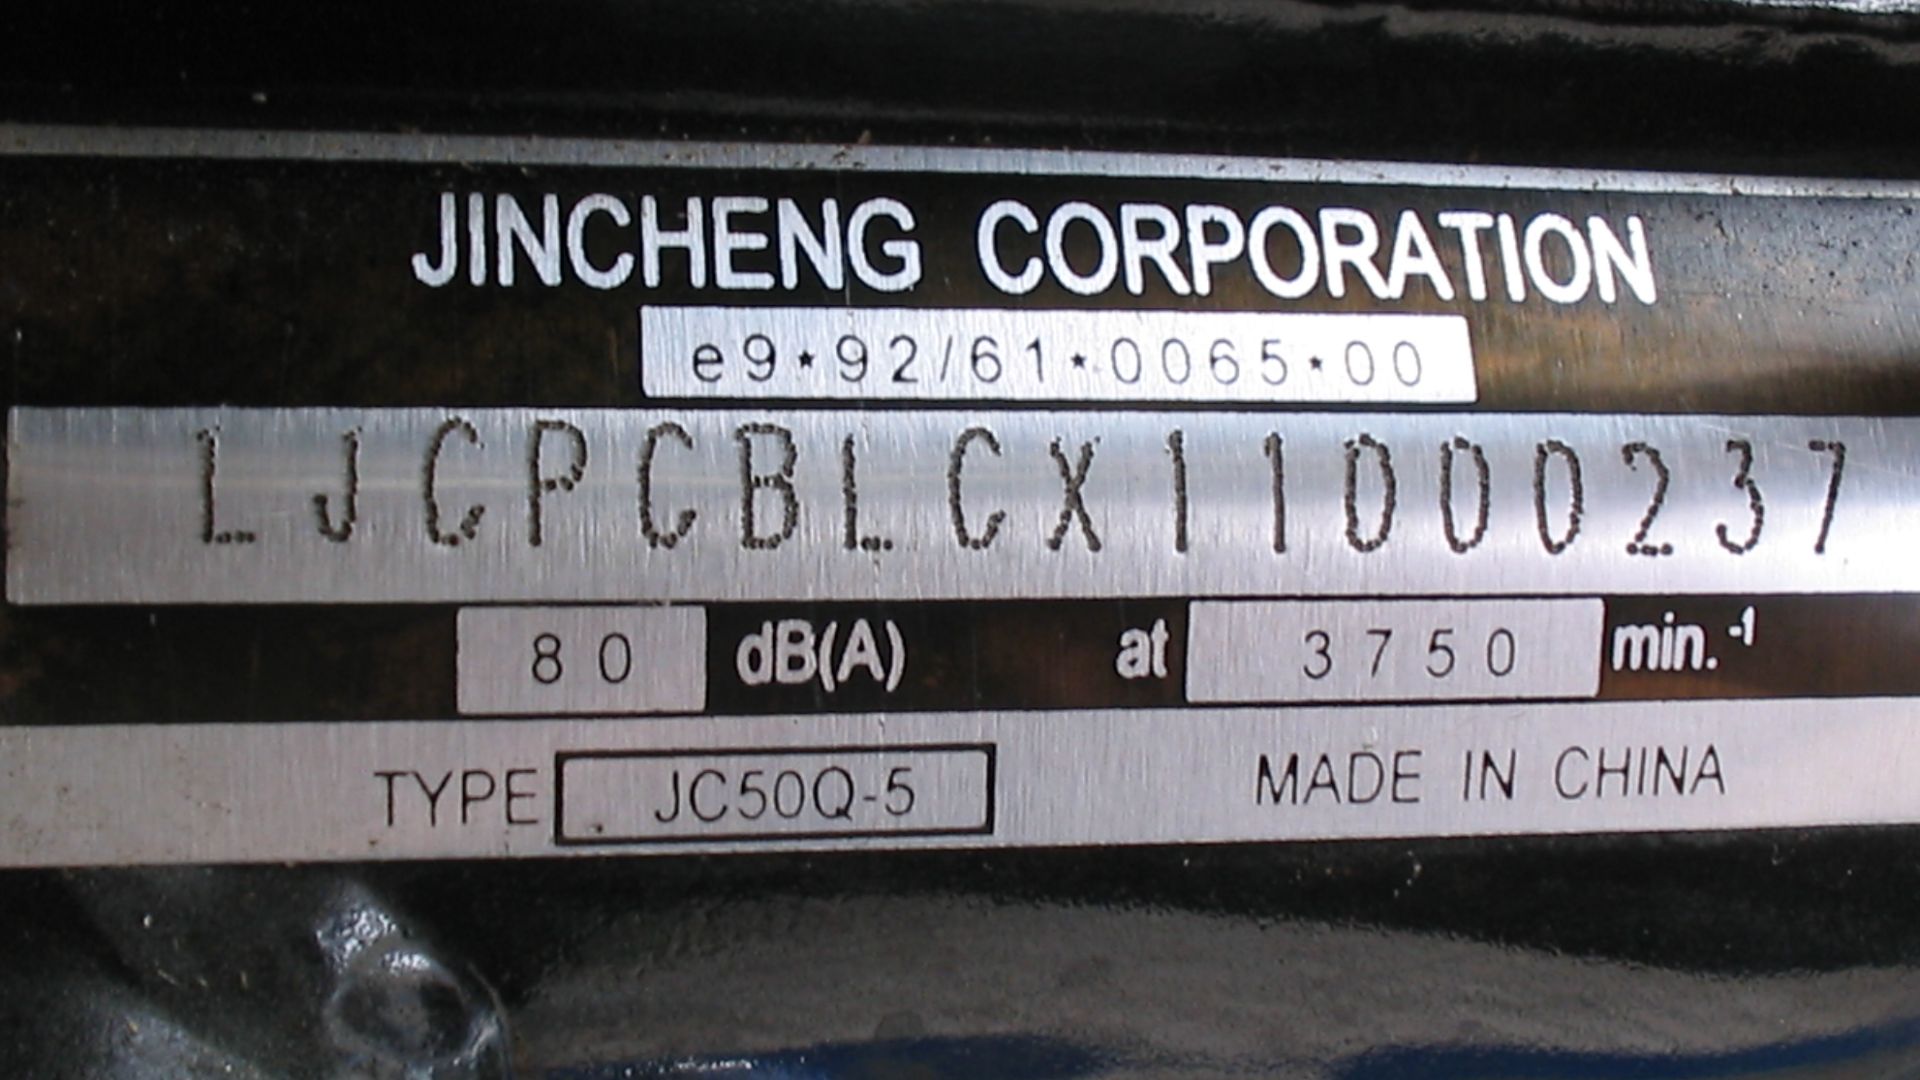 JINCHENG CORPORATION
e9*92/61*0065*00
LJCPCBLCX11000237
80 dB(A) at 3750 min.⁻¹
TYPE JC50Q-5 MADE IN CHINA